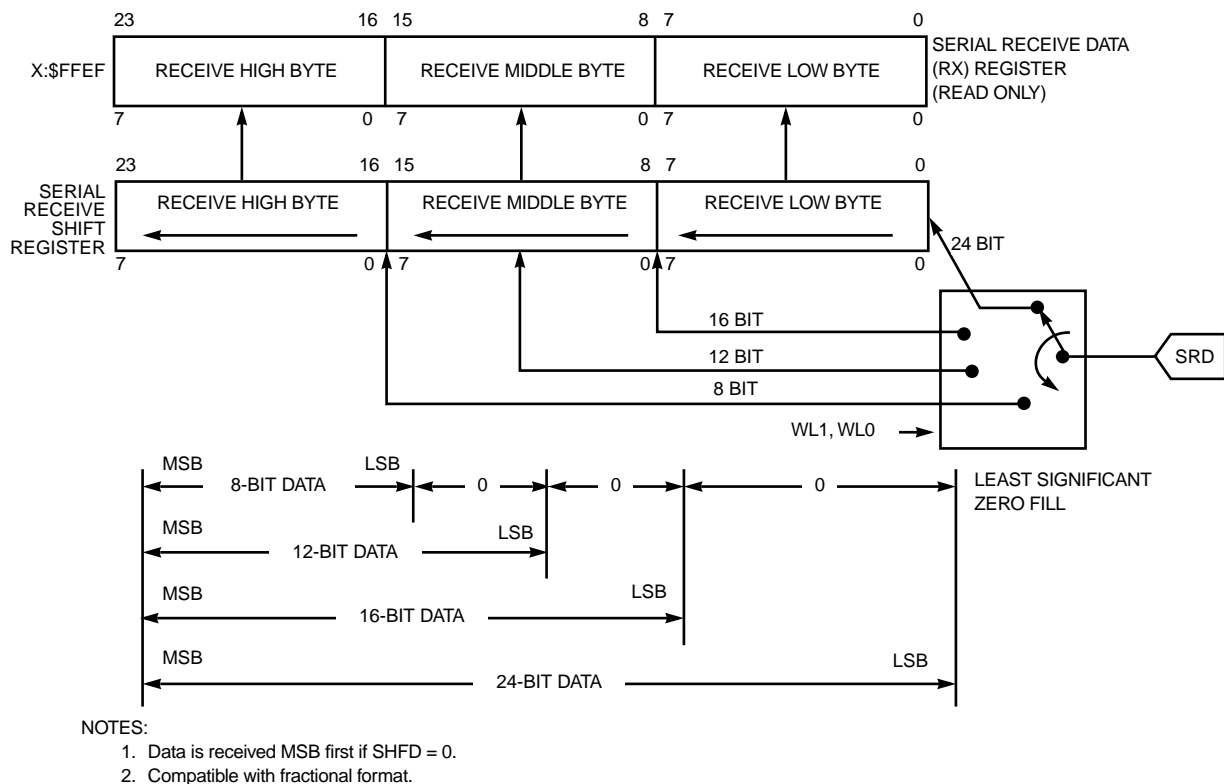 23 16 15 8 7 0
X:$FFEF RECEIVE HIGH BYTE RECEIVE MIDDLE BYTE RECEIVE LOW BYTE
SERIAL RECEIVE DATA
(RX) REGISTER
(READ ONLY)
7 0 7 0 7 0
23 16 15 8 7 0
SERIAL
RECEIVE
SHIFT
REGISTER
RECEIVE HIGH BYTE RECEIVE MIDDLE BYTE RECEIVE LOW BYTE
7 0 7 0 7 0
24 BIT
16 BIT
12 BIT
8 BIT
SRD
WL1, WL0
MSB LSB
8-BIT DATA 0 0 0
LEAST SIGNIFICANT
ZERO FILL
MSB LSB
12-BIT DATA
MSB LSB
16-BIT DATA
MSB LSB
24-BIT DATA
NOTES:
1. Data is received MSB first if SHFD = 0.
2. Compatible with fractional format.